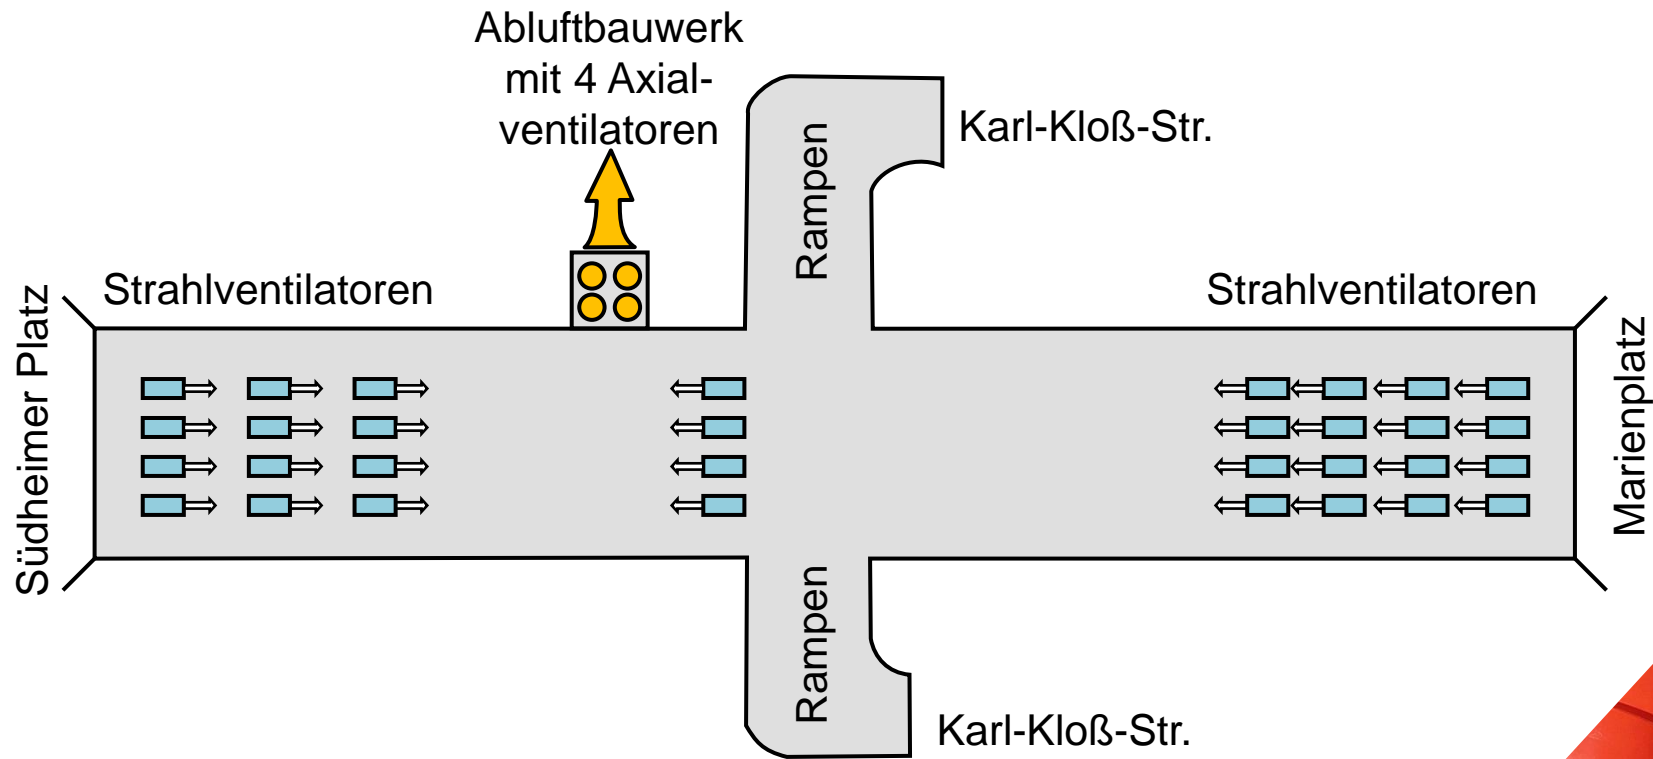 Abluftbauwerk
mit 4 Axial-
ventilatoren
Karl-Kloß-Str.
Rampen
Strahlventilatoren
Strahlventilatoren
Südheimer Platz
Marienplatz
Rampen
Karl-Kloß-Str.